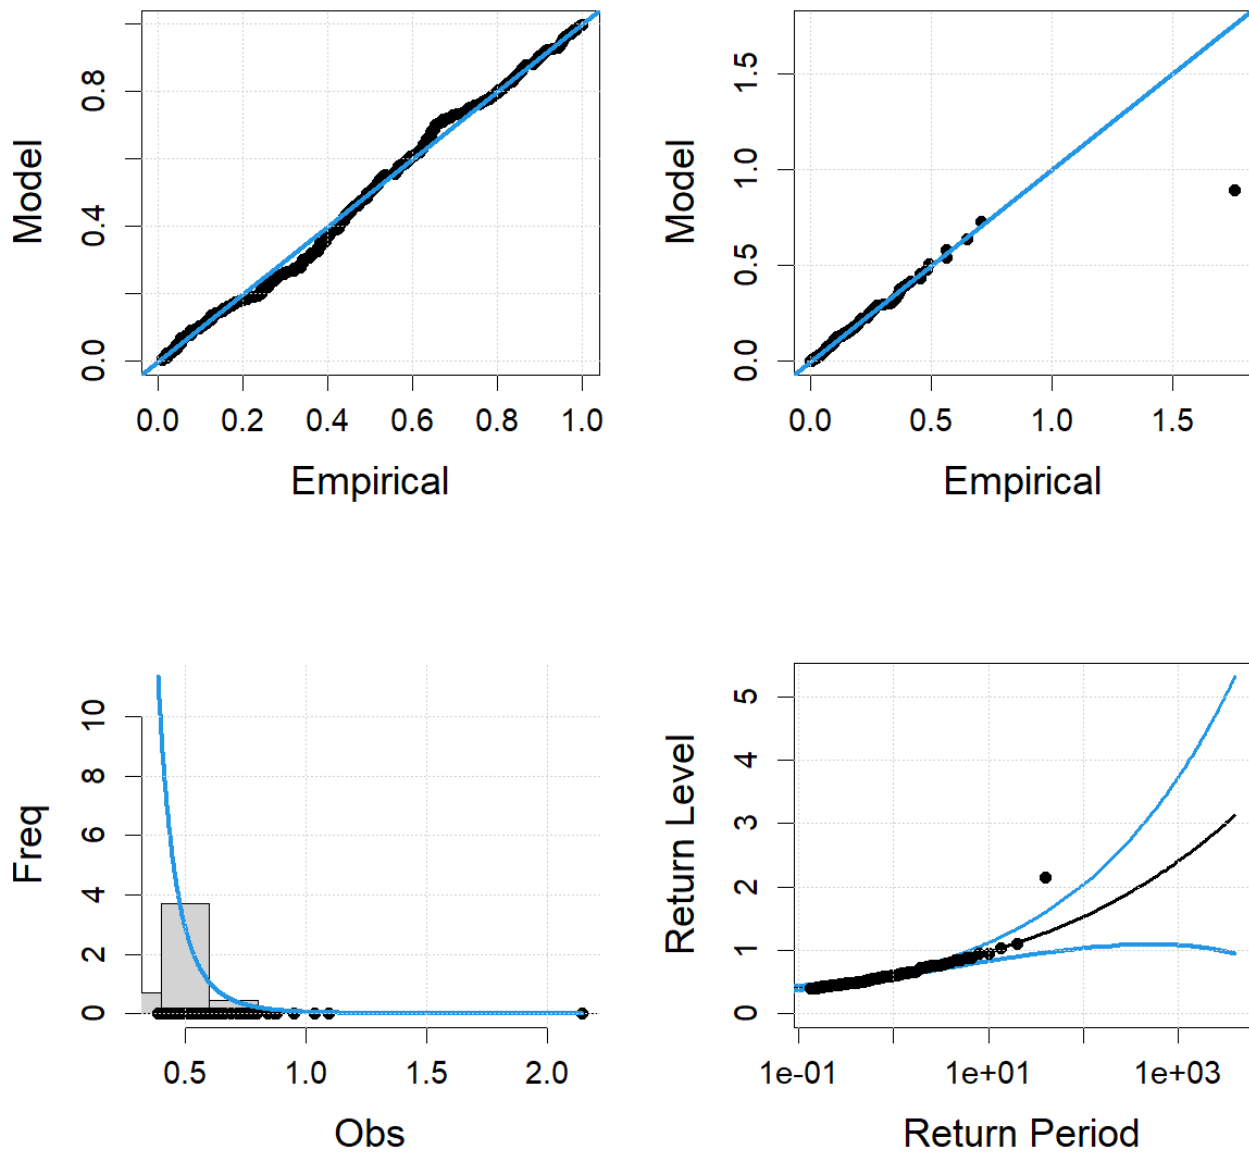 Model
0.0 0.4 0.8
0.0 0.2 0.4 0.6 0.8 1.0
Empirical
Model
0.0 0.5 1.0 1.5
0.0 0.5 1.0 1.5
Empirical
Freq
0 2 4 6 8 10
0.5 1.0 1.5 2.0
Obs
Return Level
0 1 2 3 4 5
1e-01 1e+01 1e+03
Return Period